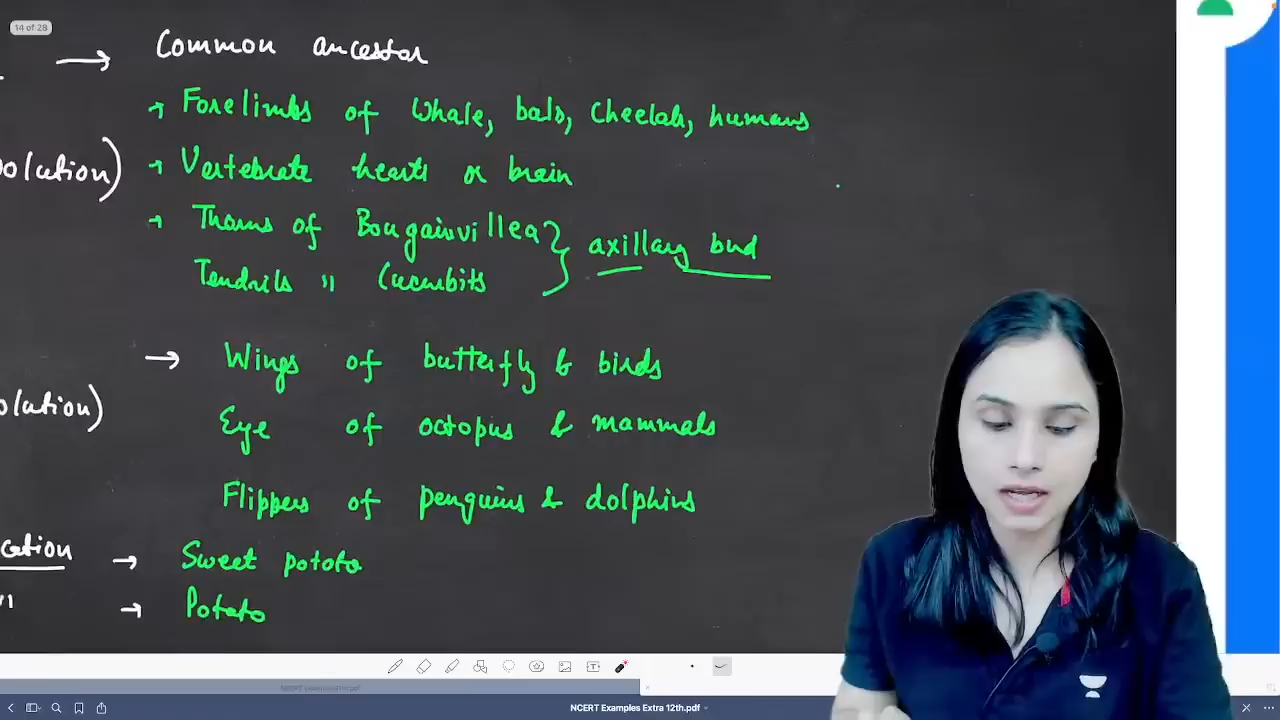 14 of 28
→ Common ancestor
→ Forelimbs of Whale, bats, Cheetah, humans
olution) → Vertebrate hearts or brain
→ Thorns of Bougainvillea } axillary bud
Tendrils " Cucurbits
→ Wings of butterfly & birds
olution) Eye of octopus & mammals
Flippers of penguins & dolphins
cation → Sweet potato
" → Potato
NCERT Examples Extra 12th.pdf